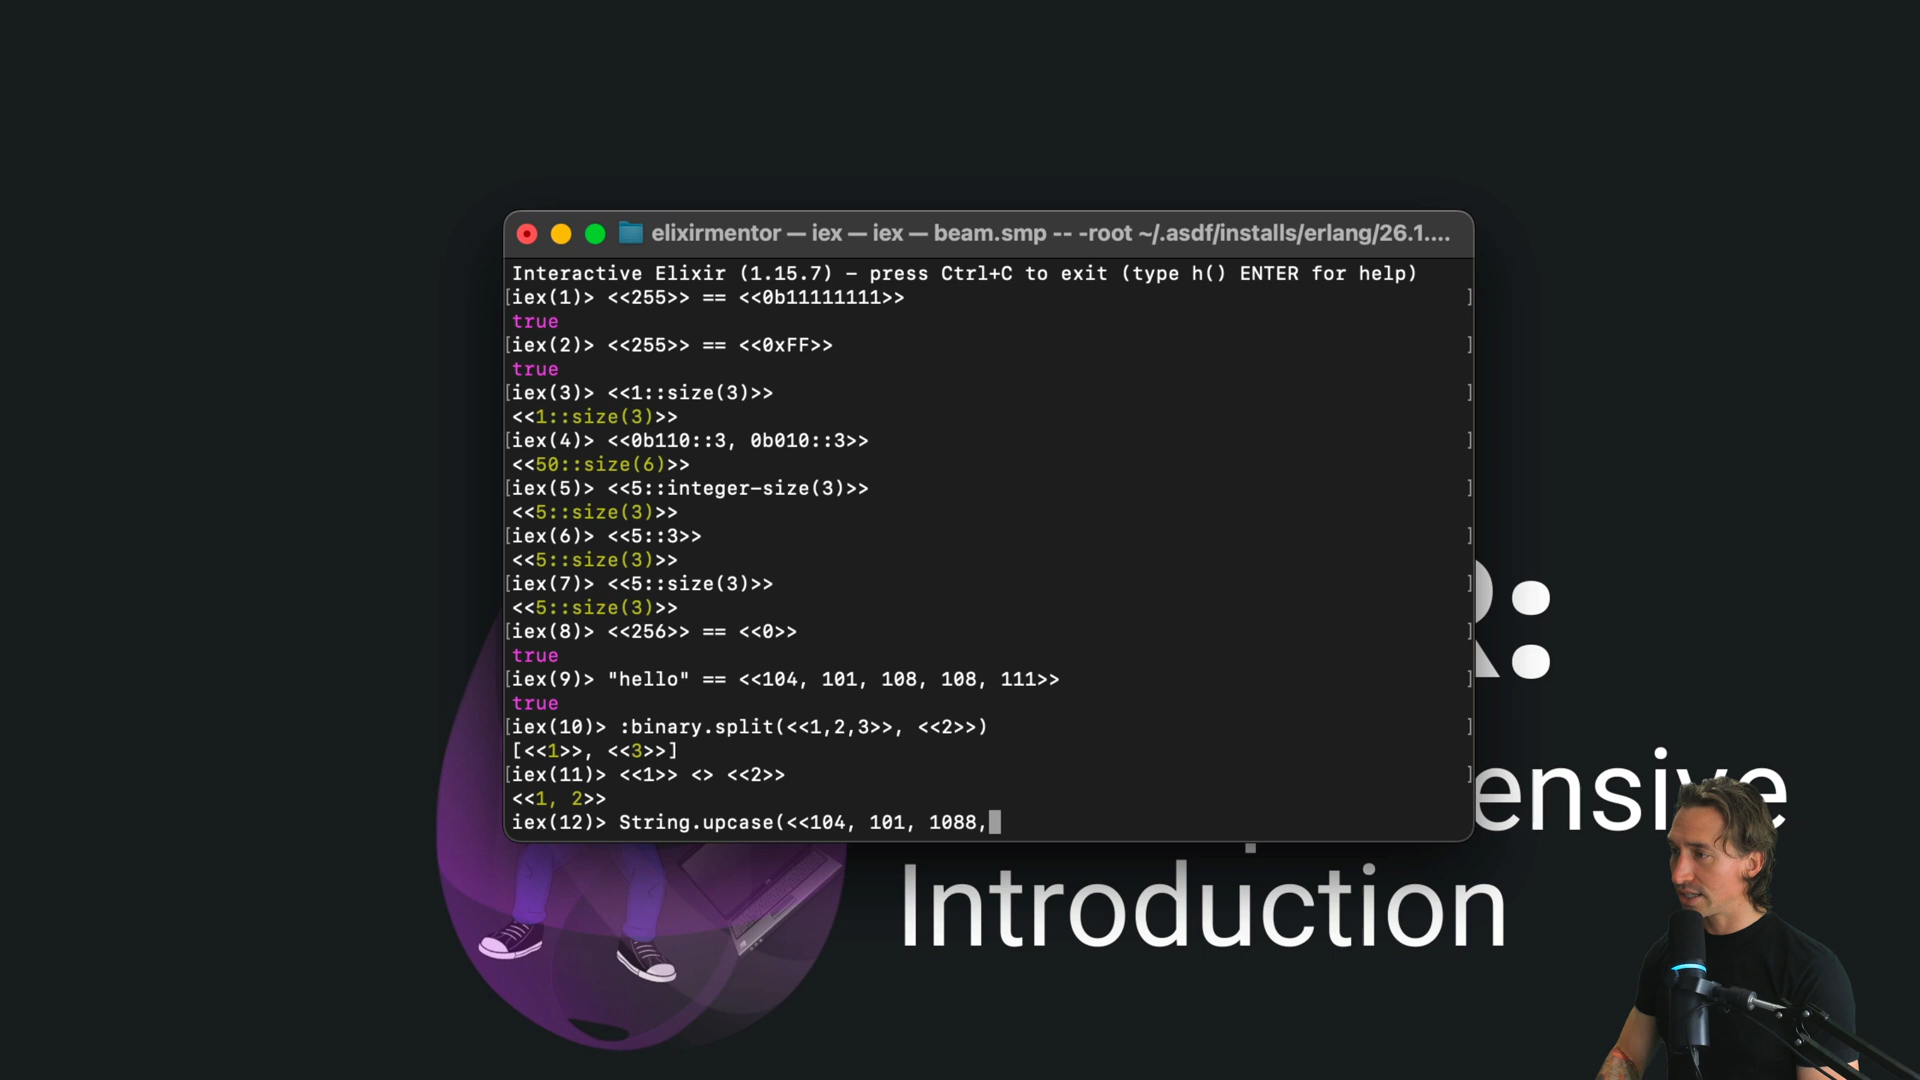 elixirmentor — iex — iex — beam.smp -- -root ~/.asdf/installs/erlang/26.1....
Interactive Elixir (1.15.7) - press Ctrl+C to exit (type h() ENTER for help)
[iex(1)> <<255>> == <<0b11111111>> ]
true
[iex(2)> <<255>> == <<0xFF>> ]
true
[iex(3)> <<1::size(3)>> ]
<<1::size(3)>>
[iex(4)> <<0b110::3, 0b010::3>> ]
<<50::size(6)>>
[iex(5)> <<5::integer-size(3)>> ]
<<5::size(3)>>
[iex(6)> <<5::3>> ]
<<5::size(3)>>
[iex(7)> <<5::size(3)>> ]
<<5::size(3)>>
[iex(8)> <<256>> == <<0>> ]
true
[iex(9)> "hello" == <<104, 101, 108, 108, 111>> ]
true
[iex(10)> :binary.split(<<1,2,3>>, <<2>>) ]
[<<1>>, <<3>>]
[iex(11)> <<1>> <> <<2>> ]
<<1, 2>>
iex(12)> String.upcase(<<104, 101, 1088,
Introduction